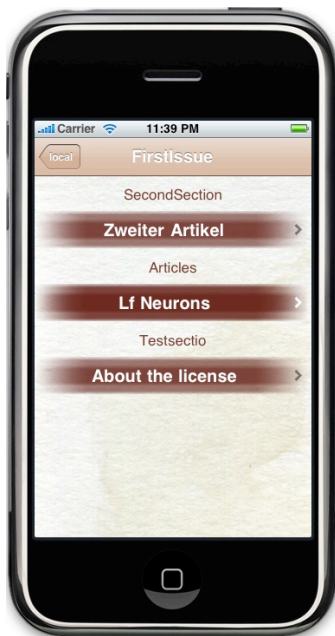 Carrier 11:39 PM
local FirstIssue
SecondSection
Zweiter Artikel
Articles
Lf Neurons
Testsectio
About the license